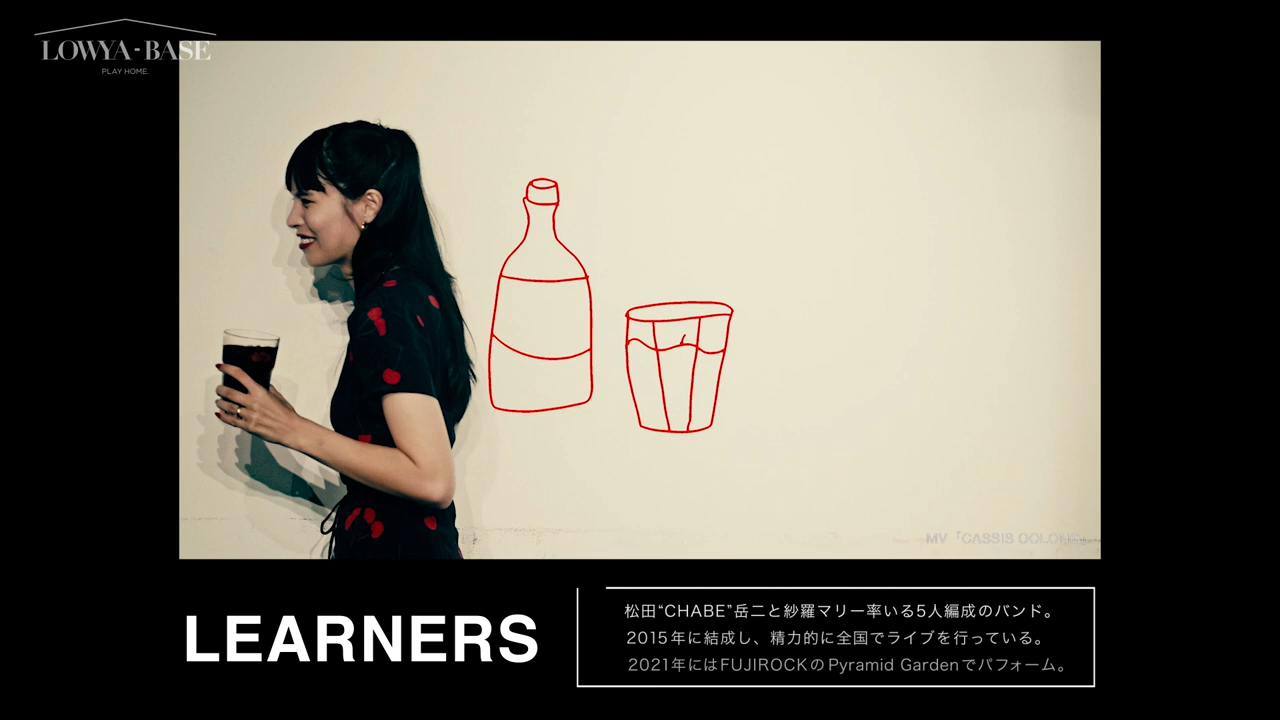 LOWYA-BASE
PLAY HOME.
MV「CASSIS OOLONG」
LEARNERS
松田“CHABE”岳二と紗羅マリー率いる5人編成のバンド。
2015年に結成し、精力的に全国でライブを行っている。
2021年にはFUJIROCKのPyramid Gardenでパフォーム。